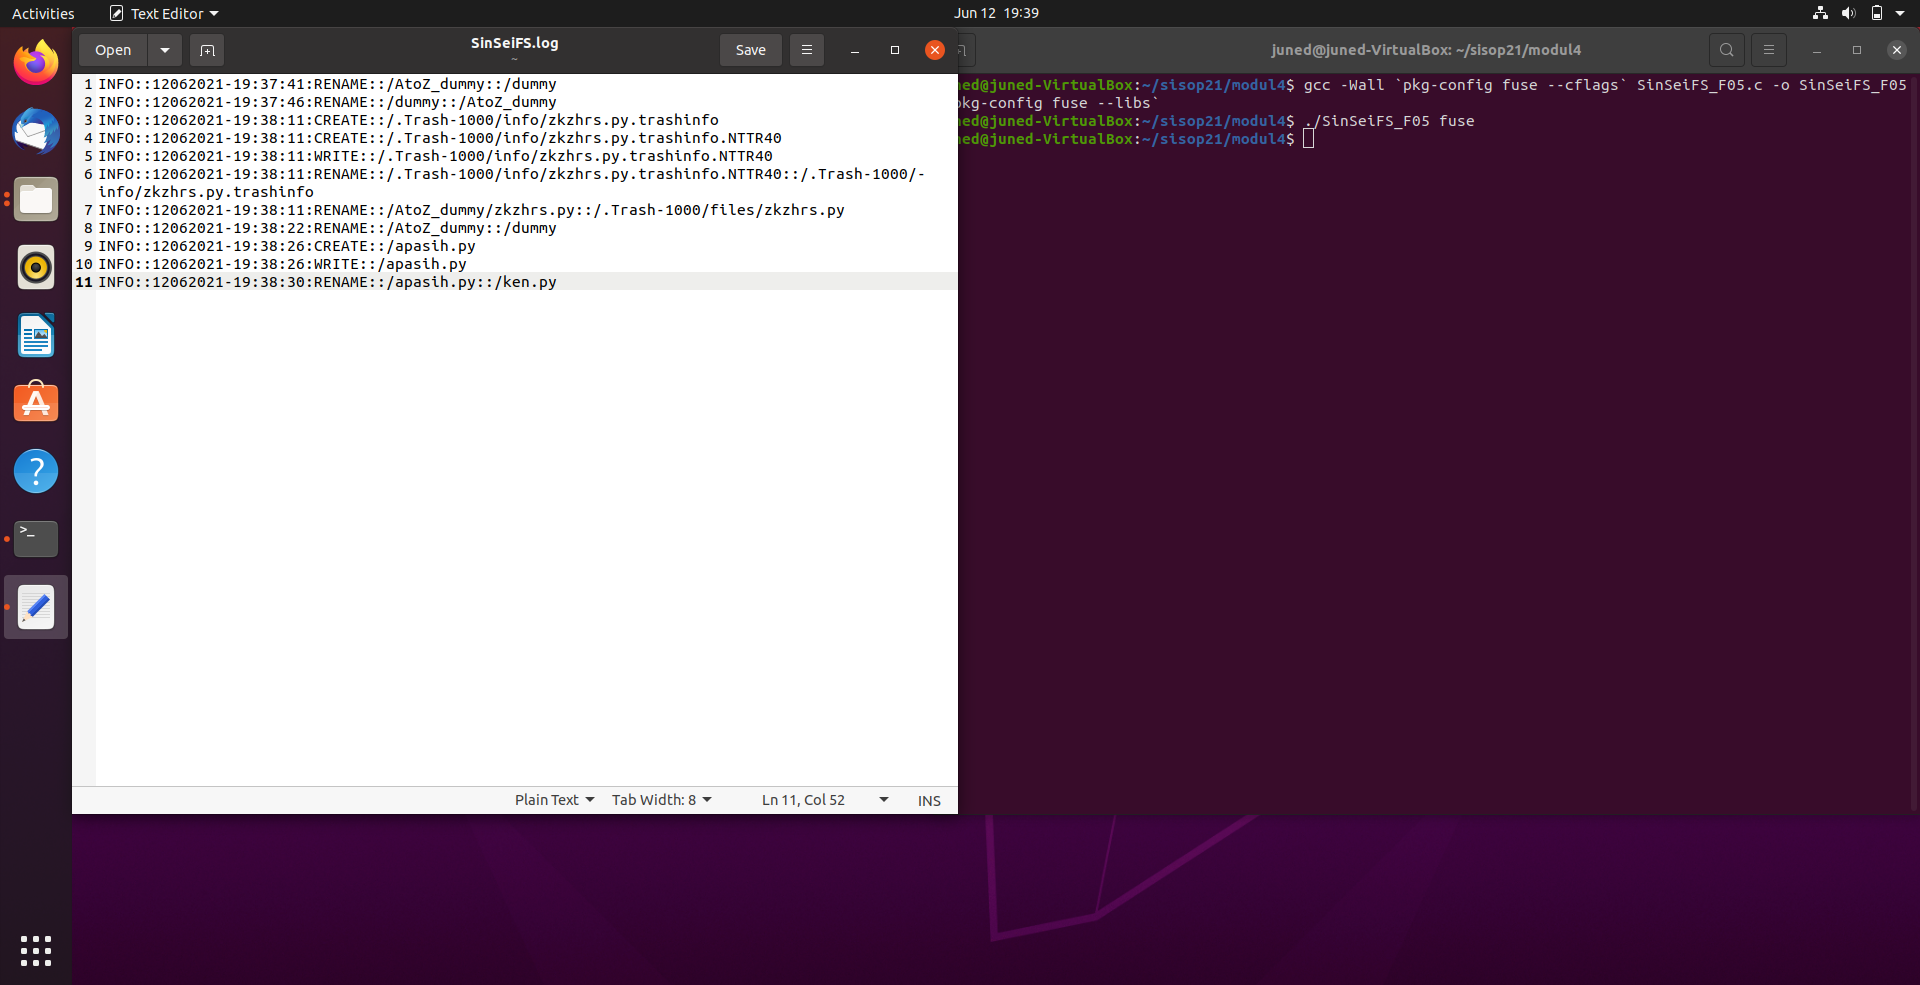 Activities
Text Editor
Jun 12 19:39
Open
SinSeiFS.log
~
Save
juned@juned-VirtualBox: ~/sisop21/modul4
1 INFO::12062021-19:37:41:RENAME::/AtoZ_dummy::/dummy
2 INFO::12062021-19:37:46:RENAME::/dummy::/AtoZ_dummy
3 INFO::12062021-19:38:11:CREATE::/.Trash-1000/info/zkzhrs.py.trashinfo
4 INFO::12062021-19:38:11:CREATE::/.Trash-1000/info/zkzhrs.py.trashinfo.NTTR40
5 INFO::12062021-19:38:11:WRITE::/.Trash-1000/info/zkzhrs.py.trashinfo.NTTR40
6 INFO::12062021-19:38:11:RENAME::/.Trash-1000/info/zkzhrs.py.trashinfo.NTTR40::/.Trash-1000/-
info/zkzhrs.py.trashinfo
7 INFO::12062021-19:38:11:RENAME::/AtoZ_dummy/zkzhrs.py::/.Trash-1000/files/zkzhrs.py
8 INFO::12062021-19:38:22:RENAME::/AtoZ_dummy::/dummy
9 INFO::12062021-19:38:26:CREATE::/apasih.py
10 INFO::12062021-19:38:26:WRITE::/apasih.py
11 INFO::12062021-19:38:30:RENAME::/apasih.py::/ken.py
ned@juned-VirtualBox:~/sisop21/modul4$ gcc -Wall `pkg-config fuse --cflags` SinSeiFS_F05.c -o SinSeiFS_F05
pkg-config fuse --libs`
ned@juned-VirtualBox:~/sisop21/modul4$ ./SinSeiFS_F05 fuse
ned@juned-VirtualBox:~/sisop21/modul4$
Plain Text
Tab Width: 8
Ln 11, Col 52
INS